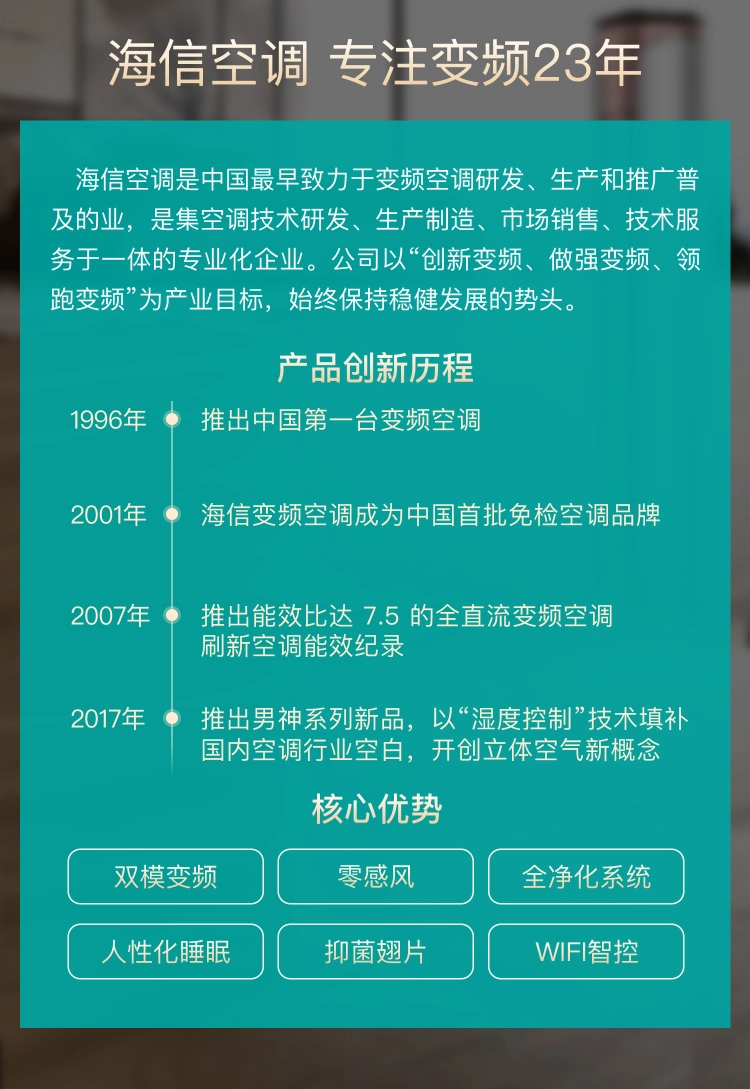 海信空调 专注变频23年
海信空调是中国最早致力于变频空调研发、生产和推广普
及的业，是集空调技术研发、生产制造、市场销售、技术服
务于一体的专业化企业。公司以“创新变频、做强变频、领
跑变频”为产业目标，始终保持稳健发展的势头。
产品创新历程
1996年 推出中国第一台变频空调
2001年 海信变频空调成为中国首批免检空调品牌
2007年 推出能效比达 7.5 的全直流变频空调
刷新空调能效纪录
2017年 推出男神系列新品，以“湿度控制”技术填补
国内空调行业空白，开创立体空气新概念
核心优势
双模变频 零感风 全净化系统
人性化睡眠 抑菌翅片 WIFI智控